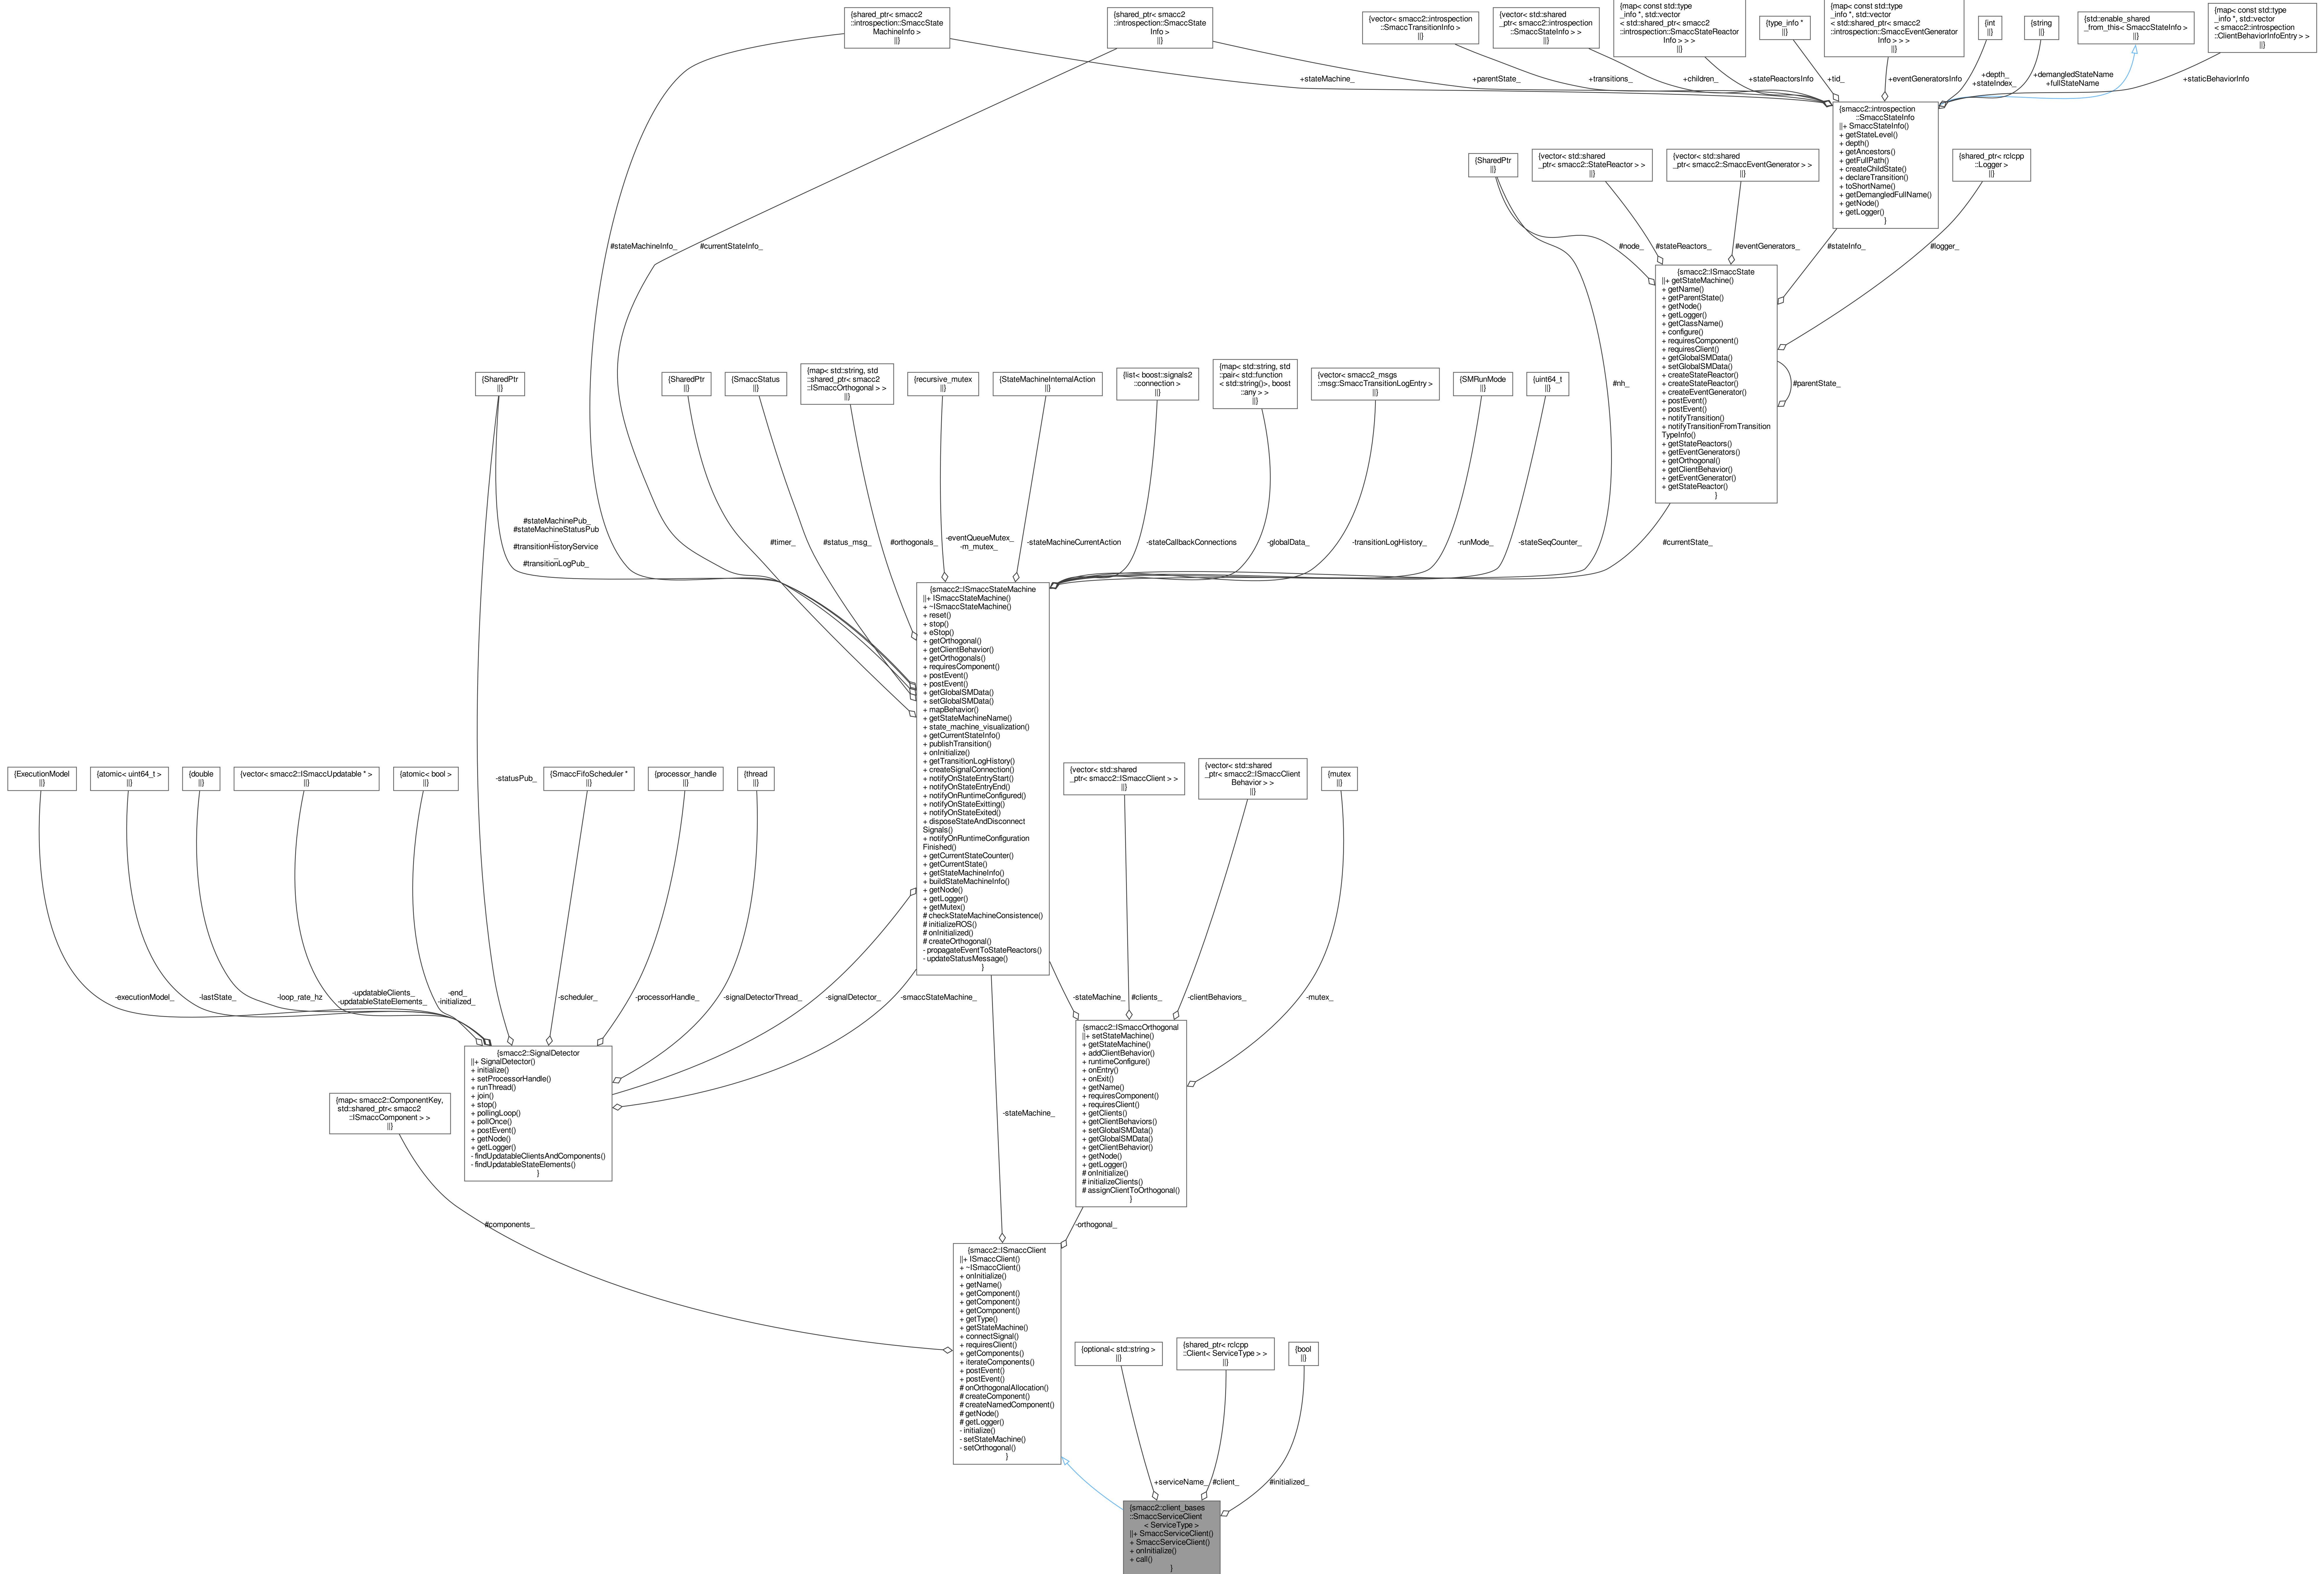 {shared_ptr< smacc2
::introspection::SmaccState
MachineInfo >
||}
{shared_ptr< smacc2
::introspection::SmaccState
Info >
||}
{vector< smacc2::introspection
::SmaccTransitionInfo >
||}
{vector< std::shared
_ptr< smacc2::introspection
::SmaccStateInfo > >
||}
{map< const std::type
_info *, std::vector
< std::shared_ptr< smacc2
::introspection::SmaccStateReactor
Info > > >
||}
{type_info *
||}
{map< const std::type
_info *, std::vector
< std::shared_ptr< smacc2
::introspection::SmaccEventGenerator
Info > > >
||}
{int
||}
{string
||}
{std::enable_shared
_from_this< SmaccStateInfo >
||}
{map< const std::type
_info *, std::vector
< smacc2::introspection
::ClientBehaviorInfoEntry > >
||}
+stateMachine_
+parentState_
+transitions_
+children_
+stateReactorsInfo
+tid_
+eventGeneratorsInfo
+depth_
+stateIndex_
+demangledStateName
+fullStateName
+staticBehaviorInfo
{smacc2::introspection
::SmaccStateInfo
||+ SmaccStateInfo()
+ getStateLevel()
+ depth()
+ getAncestors()
+ getFullPath()
+ createChildState()
+ declareTransition()
+ toShortName()
+ getDemangledFullName()
+ getNode()
+ getLogger()
}
{SharedPtr
||}
{vector< std::shared
_ptr< smacc2::StateReactor > >
||}
{vector< std::shared
_ptr< smacc2::SmaccEventGenerator > >
||}
{shared_ptr< rclcpp
::Logger >
||}
#stateMachineInfo_
#currentStateInfo_
#node_
#stateReactors_
#eventGenerators_
#stateInfo_
#logger_
{smacc2::ISmaccState
||+ getStateMachine()
+ getName()
+ getParentState()
+ getNode()
+ getLogger()
+ getClassName()
+ configure()
+ requiresComponent()
+ requiresClient()
+ getGlobalSMData()
+ setGlobalSMData()
+ createStateReactor()
+ createStateReactor()
+ createEventGenerator()
+ postEvent()
+ postEvent()
+ notifyTransition()
+ notifyTransitionFromTransition
TypeInfo()
+ getStateReactors()
+ getEventGenerators()
+ getOrthogonal()
+ getClientBehavior()
+ getEventGenerator()
+ getStateReactor()
}
#parentState_
{SharedPtr
||}
{SharedPtr
||}
{SmaccStatus
||}
{map< std::string, std
::shared_ptr< smacc2
::ISmaccOrthogonal > >
||}
{recursive_mutex
||}
{StateMachineInternalAction
||}
{list< boost::signals2
::connection >
||}
{map< std::string, std
::pair< std::function
< std::string()>, boost
::any > >
||}
{vector< smacc2_msgs
::msg::SmaccTransitionLogEntry >
||}
{SMRunMode
||}
{uint64_t
||}
#nh_
#stateMachinePub_
#stateMachineStatusPub
_
#transitionHistoryService
_
#transitionLogPub_
#timer_
#status_msg_
#orthogonals_
-eventQueueMutex_
-m_mutex_
-stateMachineCurrentAction
-stateCallbackConnections
-globalData_
-transitionLogHistory_
-runMode_
-stateSeqCounter_
#currentState_
{smacc2::ISmaccStateMachine
||+ ISmaccStateMachine()
+ ~ISmaccStateMachine()
+ reset()
+ stop()
+ eStop()
+ getOrthogonal()
+ getClientBehavior()
+ getOrthogonals()
+ requiresComponent()
+ postEvent()
+ postEvent()
+ getGlobalSMData()
+ setGlobalSMData()
+ mapBehavior()
+ getStateMachineName()
+ state_machine_visualization()
+ getCurrentStateInfo()
+ publishTransition()
+ onInitialize()
+ getTransitionLogHistory()
+ createSignalConnection()
+ notifyOnStateEntryStart()
+ notifyOnStateEntryEnd()
+ notifyOnRuntimeConfigured()
+ notifyOnStateExitting()
+ notifyOnStateExited()
+ disposeStateAndDisconnect
Signals()
+ notifyOnRuntimeConfiguration
Finished()
+ getCurrentStateCounter()
+ getCurrentState()
+ getStateMachineInfo()
+ buildStateMachineInfo()
+ getNode()
+ getLogger()
+ getMutex()
# checkStateMachineConsistence()
# initializeROS()
# onInitialized()
# createOrthogonal()
- propagateEventToStateReactors()
- updateStatusMessage()
}
{ExecutionModel
||}
{atomic< uint64_t >
||}
{double
||}
{vector< smacc2::ISmaccUpdatable * >
||}
{atomic< bool >
||}
-statusPub_
{SmaccFifoScheduler *
||}
{processor_handle
||}
{thread
||}
{vector< std::shared
_ptr< smacc2::ISmaccClient > >
||}
{vector< std::shared
_ptr< smacc2::ISmaccClient
Behavior > >
||}
{mutex
||}
-executionModel_
-lastState_
-loop_rate_hz
-updatableClients_
-updatableStateElements_
-end_
-initialized_
-scheduler_
-processorHandle_
-signalDetectorThread_
-signalDetector_
-smaccStateMachine_
-stateMachine_
#clients_
-clientBehaviors_
-mutex_
{smacc2::SignalDetector
||+ SignalDetector()
+ initialize()
+ setProcessorHandle()
+ runThread()
+ join()
+ stop()
+ pollingLoop()
+ pollOnce()
+ postEvent()
+ getNode()
+ getLogger()
- findUpdatableClientsAndComponents()
- findUpdatableStateElements()
}
{smacc2::ISmaccOrthogonal
||+ setStateMachine()
+ getStateMachine()
+ addClientBehavior()
+ runtimeConfigure()
+ onEntry()
+ onExit()
+ getName()
+ requiresComponent()
+ requiresClient()
+ getClients()
+ getClientBehaviors()
+ setGlobalSMData()
+ getGlobalSMData()
+ getClientBehavior()
+ getNode()
+ getLogger()
# onInitialize()
# initializeClients()
# assignClientToOrthogonal()
}
{map< smacc2::ComponentKey,
std::shared_ptr< smacc2
::ISmaccComponent > >
||}
-stateMachine_
#components_
-orthogonal_
{smacc2::ISmaccClient
||+ ISmaccClient()
+ ~ISmaccClient()
+ onInitialize()
+ getName()
+ getComponent()
+ getComponent()
+ getComponent()
+ getType()
+ getStateMachine()
+ connectSignal()
+ requiresClient()
+ getComponents()
+ iterateComponents()
+ postEvent()
+ postEvent()
# onOrthogonalAllocation()
# createComponent()
# createNamedComponent()
# getNode()
# getLogger()
- initialize()
- setStateMachine()
- setOrthogonal()
}
{optional< std::string >
||}
{shared_ptr< rclcpp
::Client< ServiceType > >
||}
{bool
||}
+serviceName_
#client_
#initialized_
{smacc2::client_bases
::SmaccServiceClient
< ServiceType >
||+ SmaccServiceClient()
+ SmaccServiceClient()
+ onInitialize()
+ call()
}